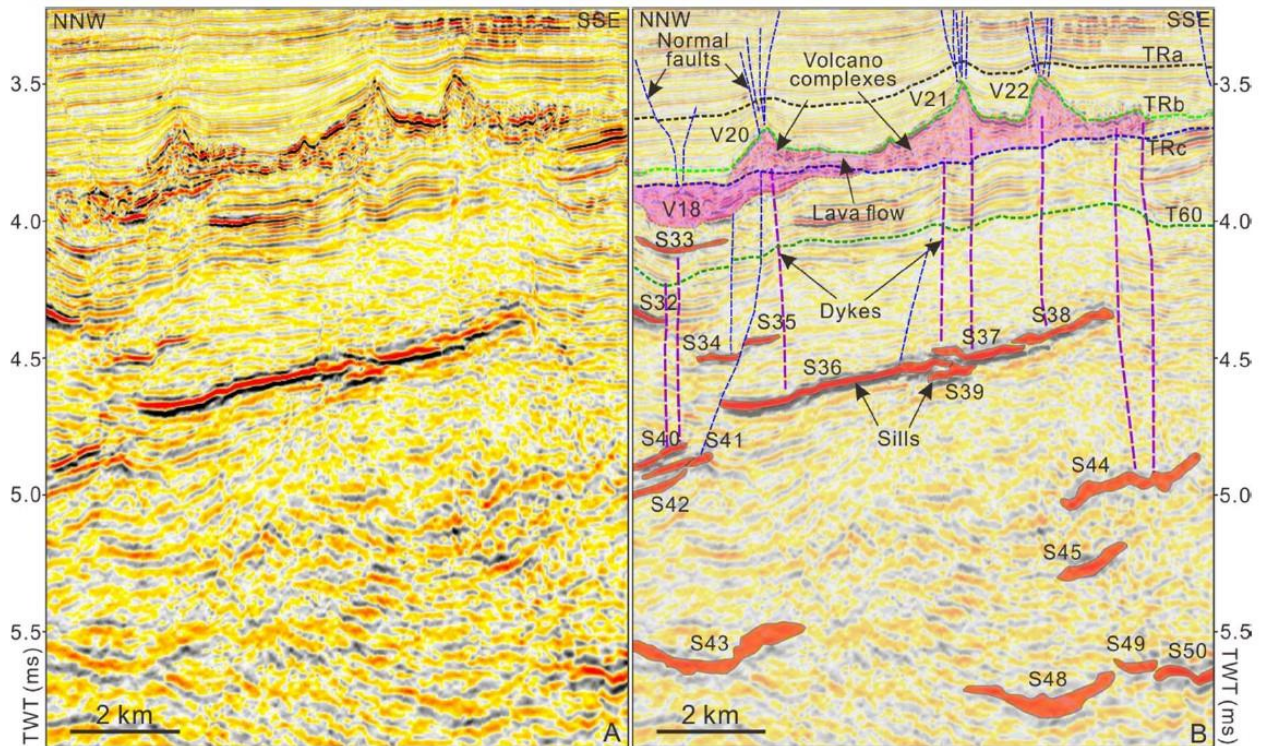 NNW
SSE
3.5
4.0
4.5
5.0
5.5
TWT (ms)
2 km
A
NNW
SSE
Normal
faults
Volcano
complexes
TRa
V21
V22
3.5
TRb
V20
TRc
V18
Lava flow
T60
4.0
S33
S32
Dykes
S35
S38
S34
S37
4.5
S36
S39
Sills
S40
S41
S44
5.0
S42
S45
S43
5.5
S49
S50
S48
2 km
B
TWT (ms)